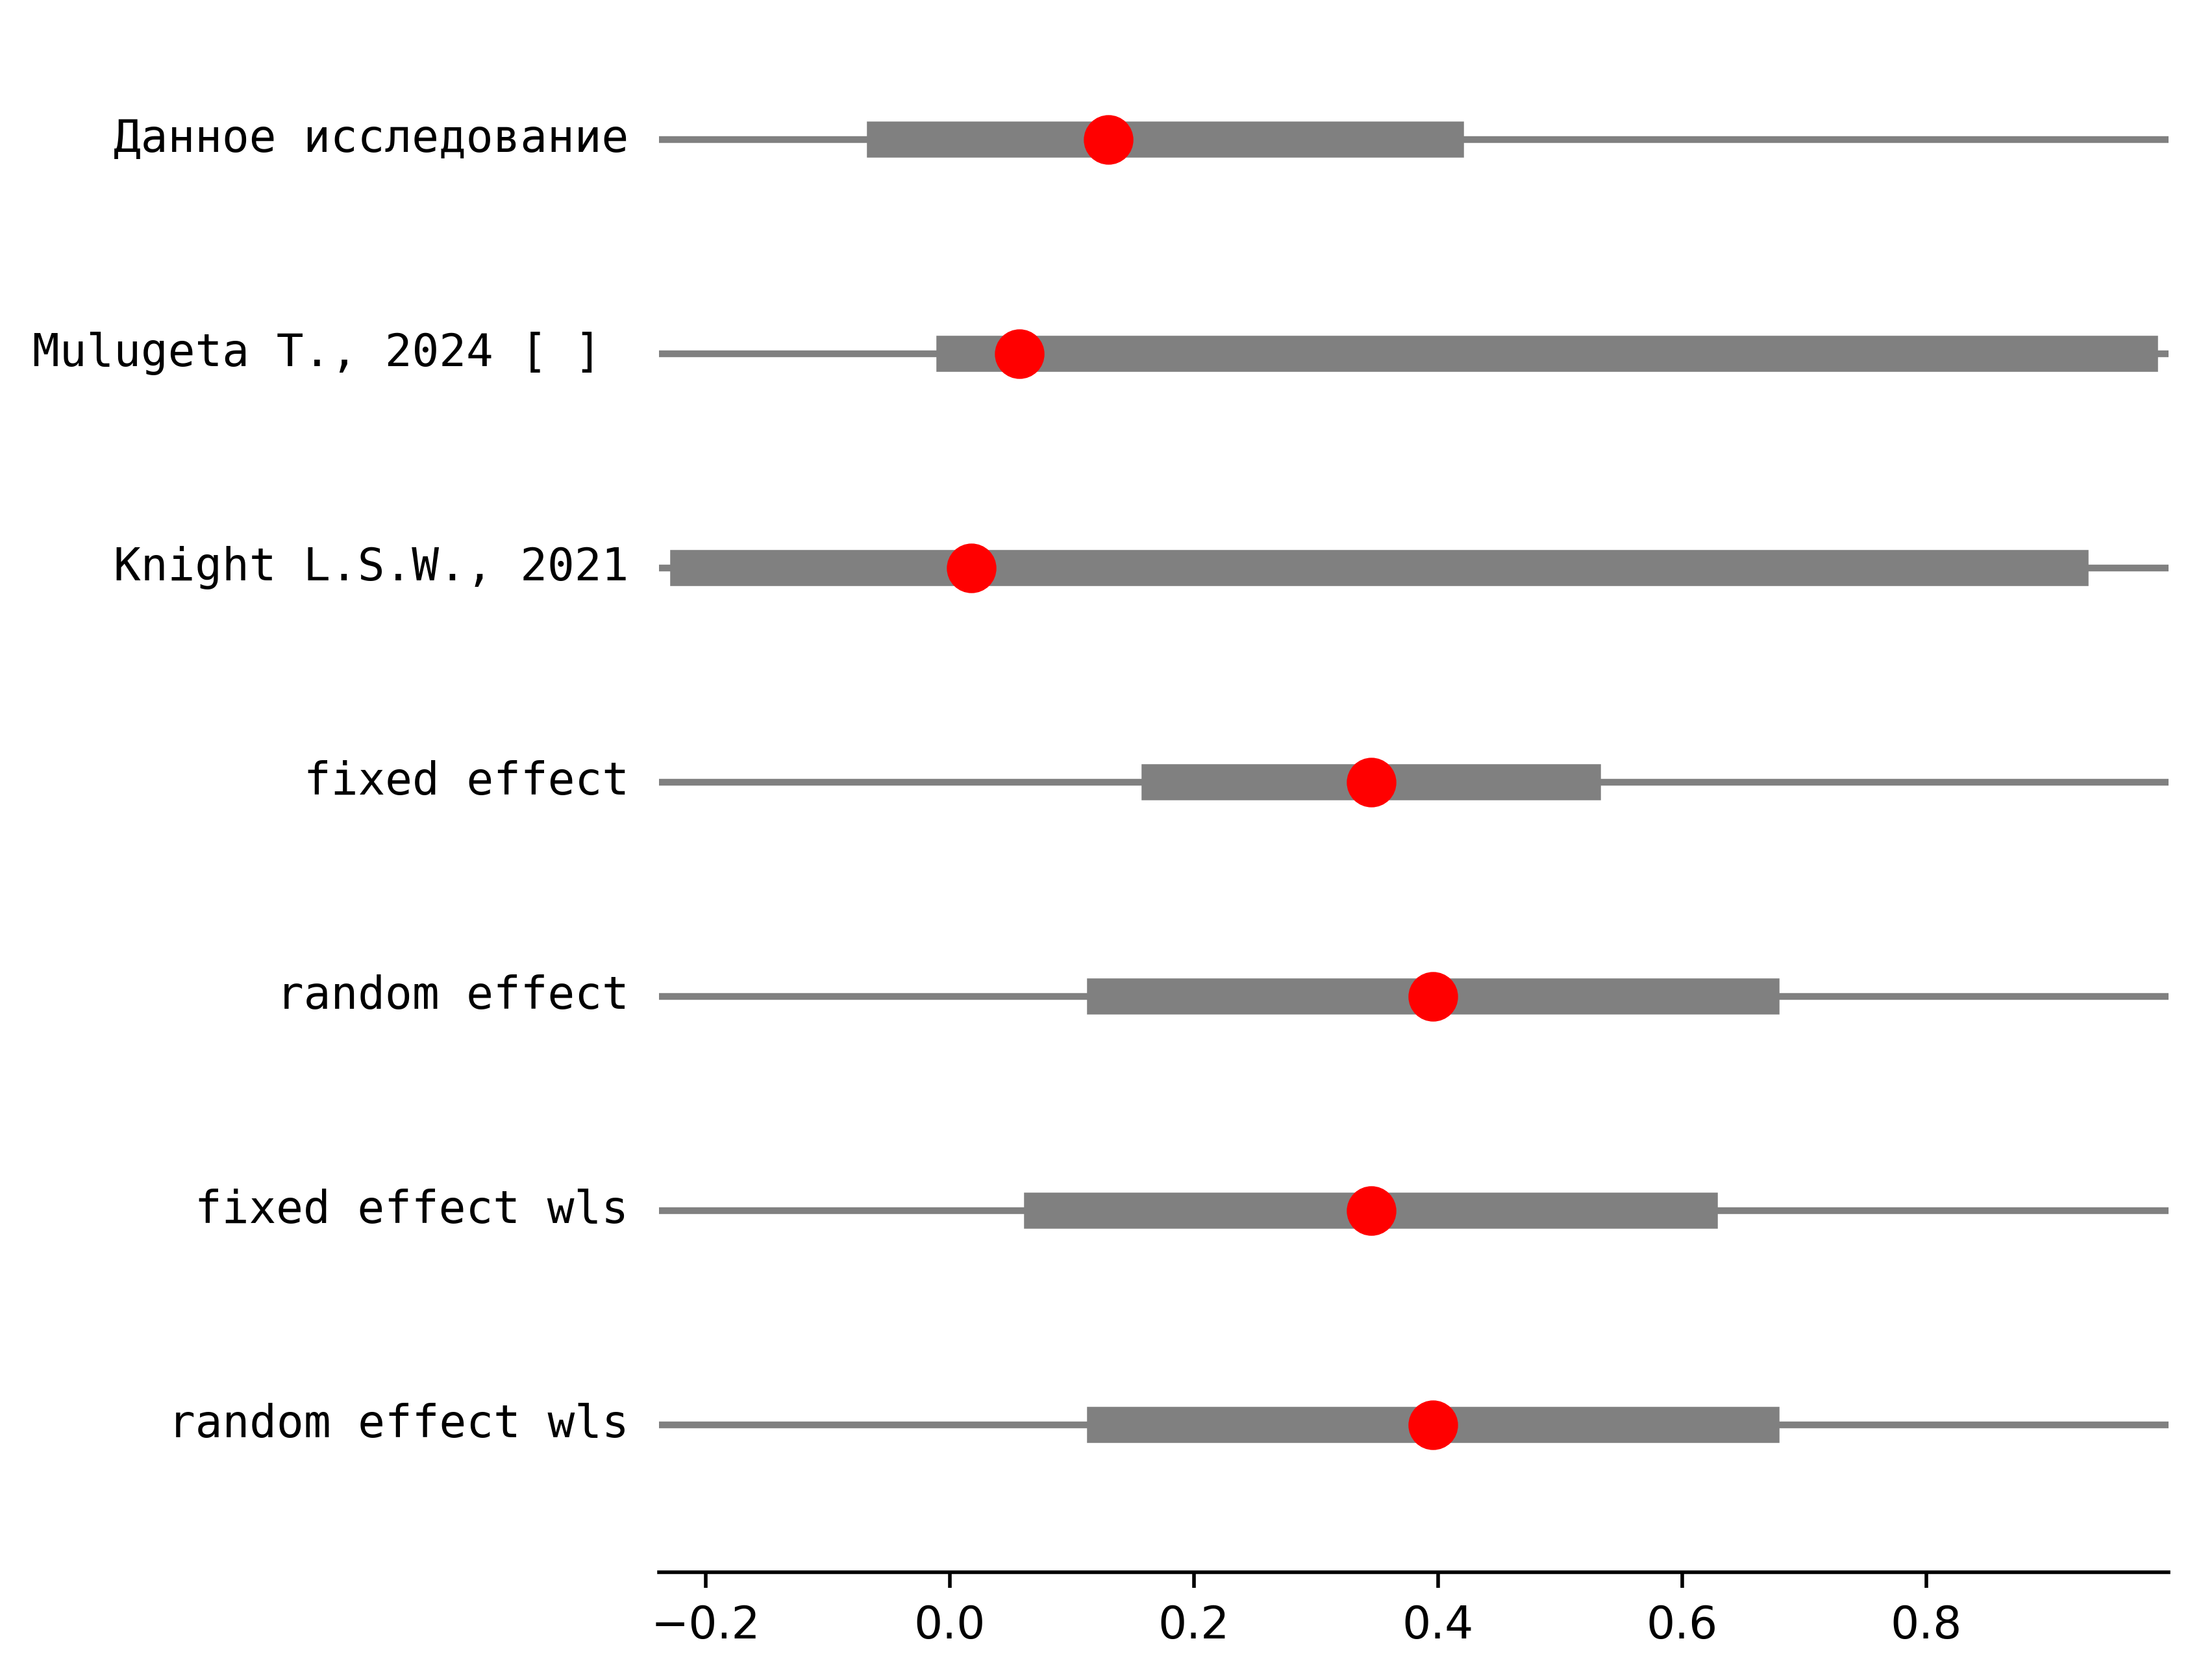 Данное исследование
Mulugeta T., 2024 [ ]
Knight L.S.W., 2021
fixed effect
random effect
fixed effect wls
random effect wls
−0.2 0.0 0.2 0.4 0.6 0.8